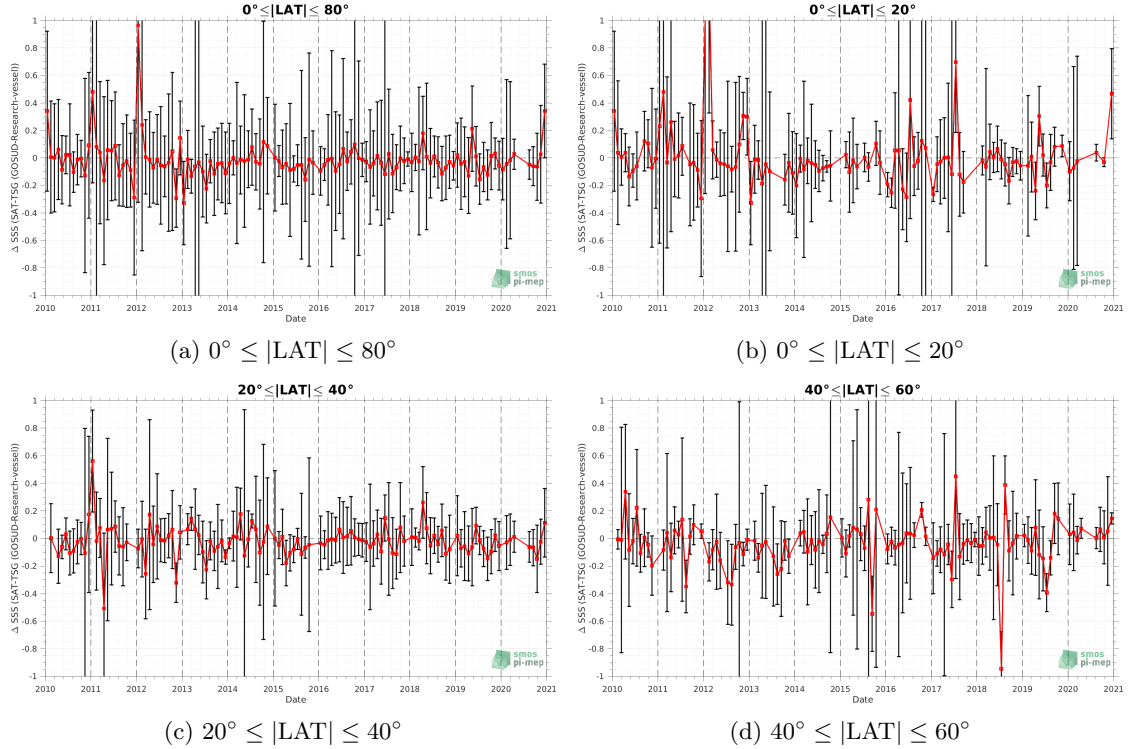 0°≤|LAT|≤ 80°
Δ SSS (SAT-TSG (GOSUD-Research-vessel))
1
0.8
0.6
0.4
0.2
0
-0.2
-0.4
-0.6
-0.8
-1
2010 2011 2012 2013 2014 2015 2016 2017 2018 2019 2020 2021
Date
smos
pi-mep
(a) 0° ≤ |LAT| ≤ 80°
0°≤|LAT|≤ 20°
Δ SSS (SAT-TSG (GOSUD-Research-vessel))
1
0.8
0.6
0.4
0.2
0
-0.2
-0.4
-0.6
-0.8
-1
2010 2011 2012 2013 2014 2015 2016 2017 2018 2019 2020 2021
Date
smos
pi-mep
(b) 0° ≤ |LAT| ≤ 20°
20°≤|LAT|≤ 40°
Δ SSS (SAT-TSG (GOSUD-Research-vessel))
1
0.8
0.6
0.4
0.2
0
-0.2
-0.4
-0.6
-0.8
-1
2010 2011 2012 2013 2014 2015 2016 2017 2018 2019 2020 2021
Date
smos
pi-mep
(c) 20° ≤ |LAT| ≤ 40°
40°≤|LAT|≤ 60°
Δ SSS (SAT-TSG (GOSUD-Research-vessel))
1
0.8
0.6
0.4
0.2
0
-0.2
-0.4
-0.6
-0.8
-1
2010 2011 2012 2013 2014 2015 2016 2017 2018 2019 2020 2021
Date
smos
pi-mep
(d) 40° ≤ |LAT| ≤ 60°